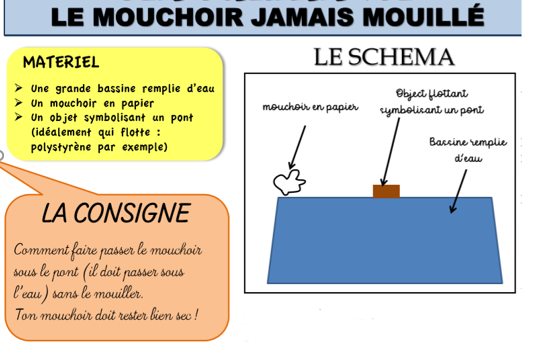 LE MOUCHOIR JAMAIS MOUILLÉ
MATERIEL
Une grande bassine remplie d'eau
Un mouchoir en papier
Un objet symbolisant un pont
(idéalement qui flotte :
polystyrène par exemple)
LA CONSIGNE
Comment faire passer le mouchoir
sous le pont (il doit passer sous
l'eau) sans le mouiller.
Ton mouchoir doit rester bien sec !
LE SCHEMA
mouchoir en papier
Object flottant
symbolisant un pont
Bassine remplie
d'eau